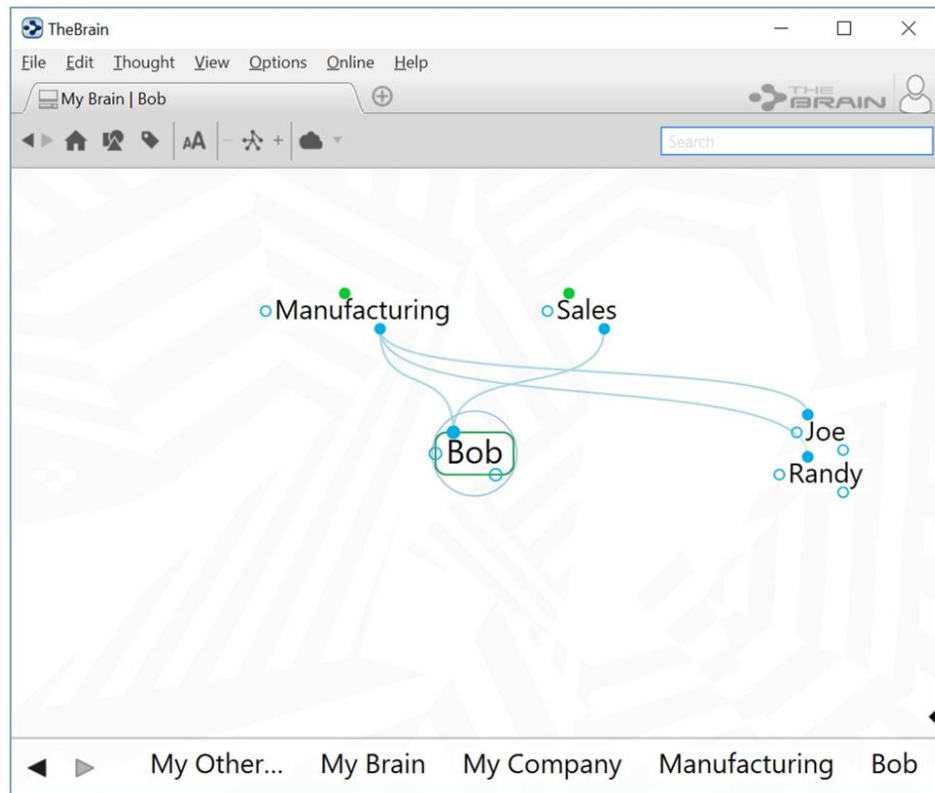 TheBrain
File Edit Thought View Options Online Help
My Brain | Bob
THE BRAIN
AA
Search
Manufacturing Sales
Bob
Joe
Randy
My Other... My Brain My Company Manufacturing Bob